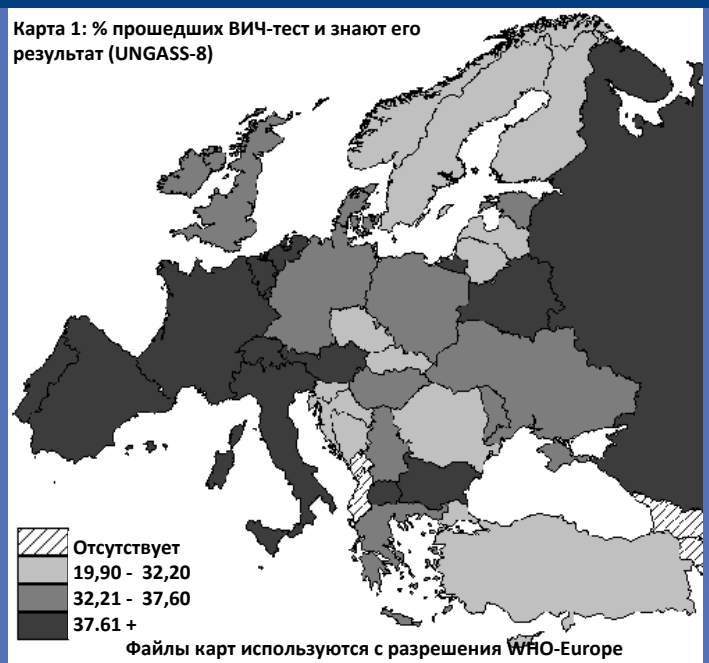 Карта 1: % прошедших ВИЧ-тест и знают его
результат (UNGASS-8)
Отсутствует
19,90 - 32,20
32,21 - 37,60
37.61 +
Файлы карт используются с разрешения WHO-Europe